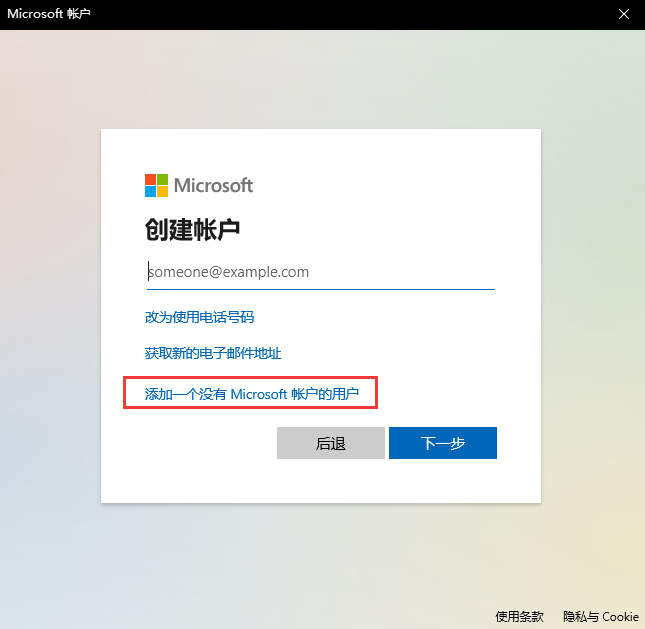 Microsoft 帐户
Microsoft
创建帐户
someone@example.com
改为使用电话号码
获取新的电子邮件地址
添加一个没有 Microsoft 帐户的用户
后退
下一步
使用条款
隐私与 Cookie